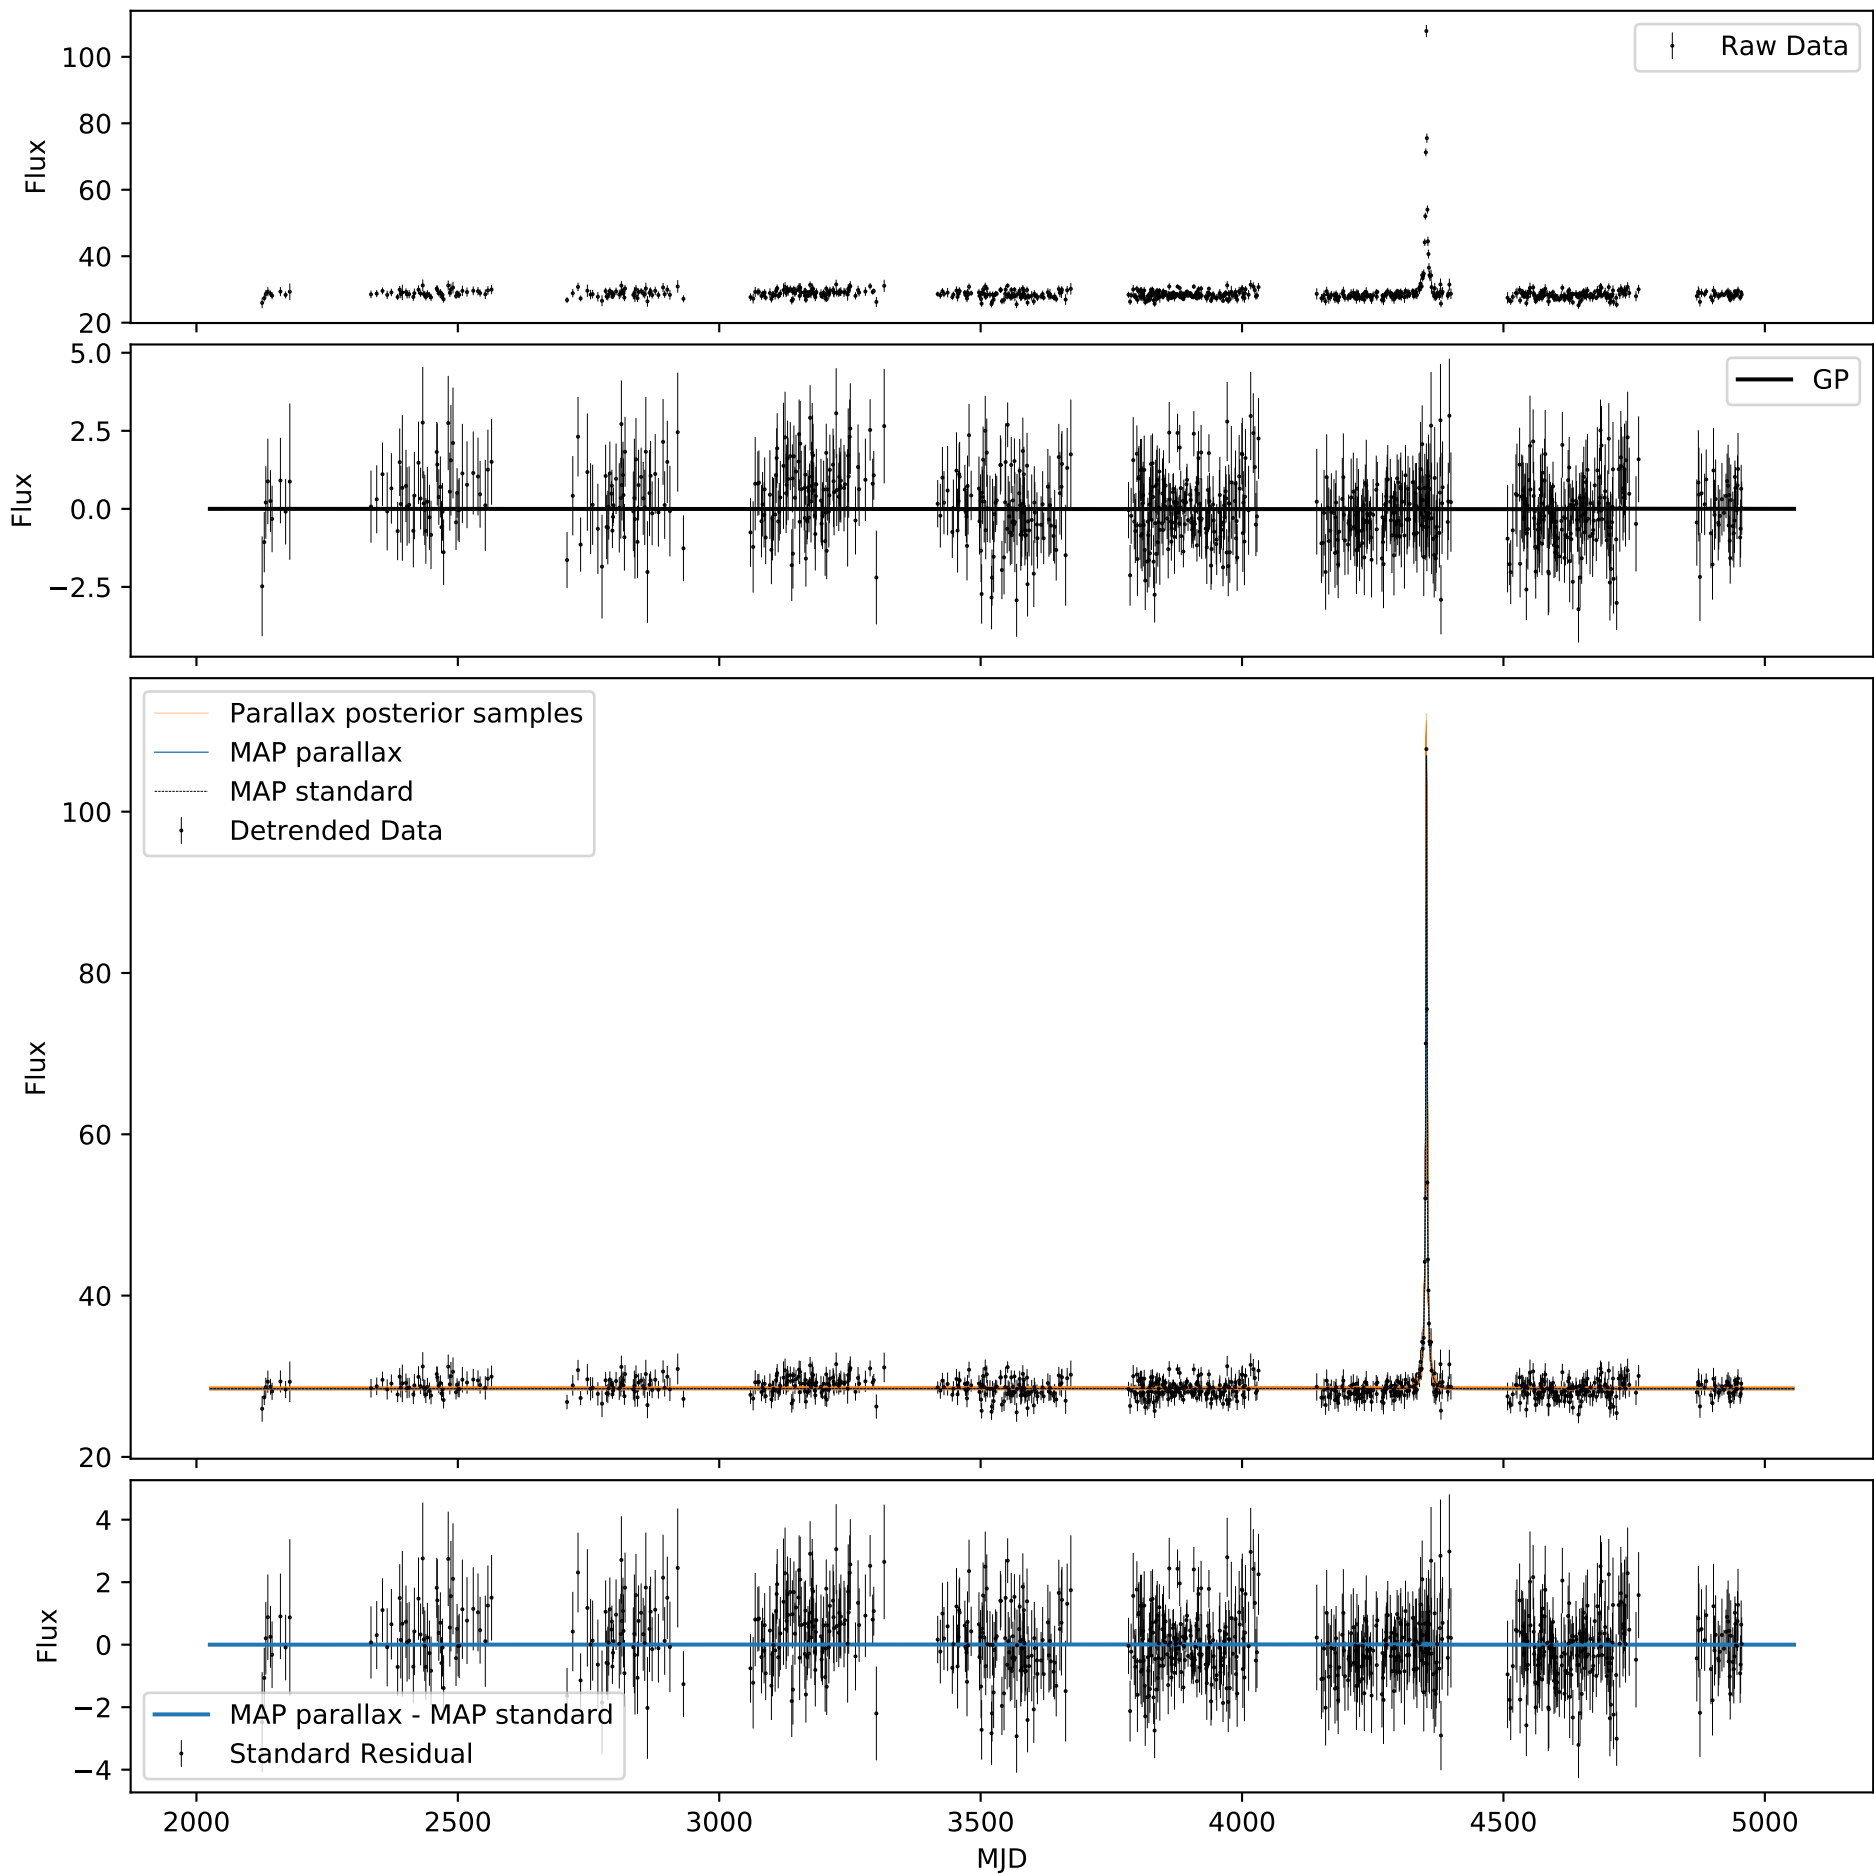 Flux
100
80
60
40
20
Raw Data
Flux
5.0
2.5
0.0
−2.5
GP
Flux
100
80
60
40
20
Parallax posterior samples
MAP parallax
MAP standard
Detrended Data
Flux
4
2
0
−2
−4
MAP parallax - MAP standard
Standard Residual
2000 2500 3000 3500 4000 4500 5000
MJD